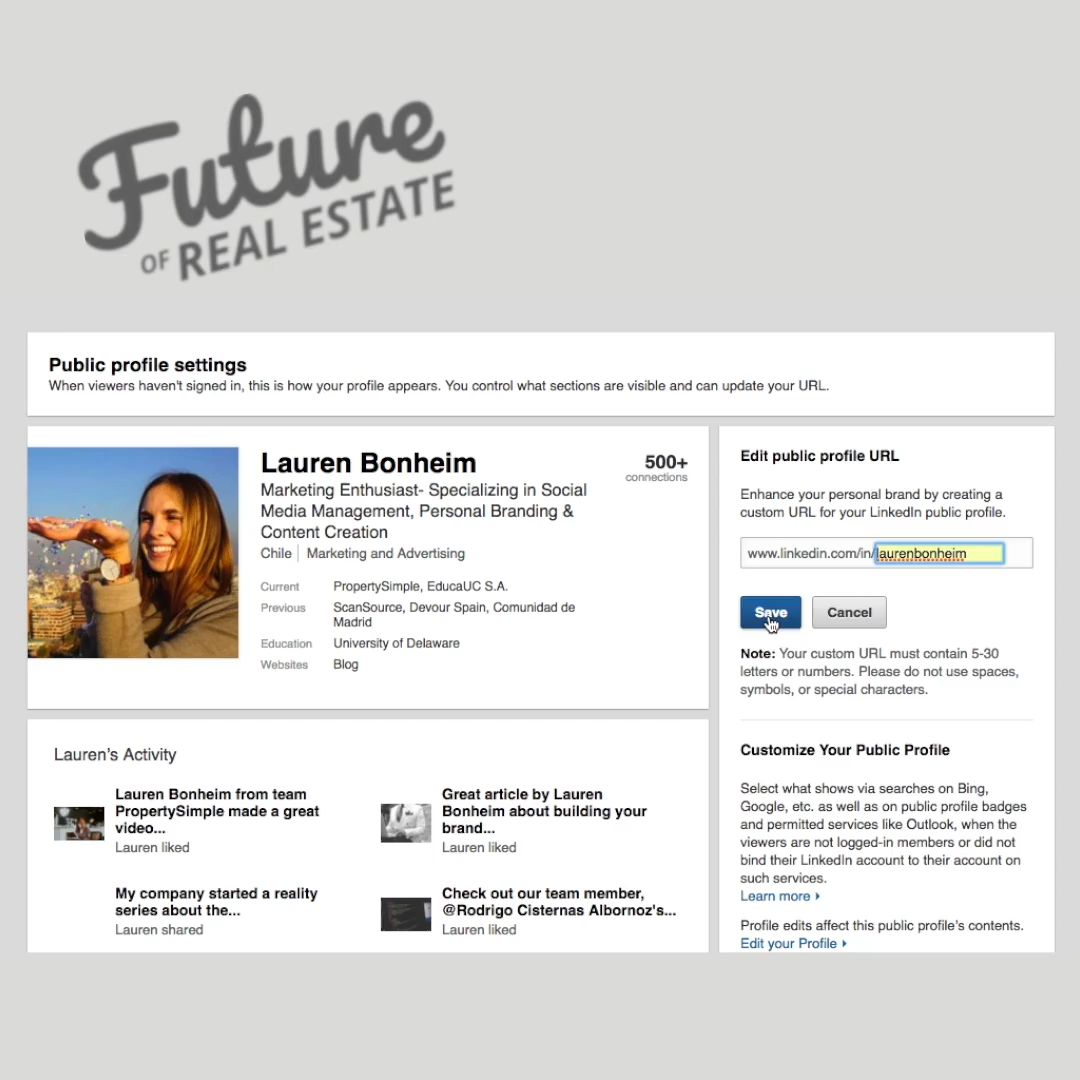 Future
OF REAL ESTATE
Public profile settings
When viewers haven't signed in, this is how your profile appears. You control what sections are visible and can update your URL.
Lauren Bonheim
500+
connections
Marketing Enthusiast- Specializing in Social
Media Management, Personal Branding &
Content Creation
Chile | Marketing and Advertising
Current PropertySimple, EducaUC S.A.
Previous ScanSource, Devour Spain, Comunidad de
Madrid
Education University of Delaware
Websites Blog
Lauren's Activity
Lauren Bonheim from team
PropertySimple made a great
video...
Lauren liked
Great article by Lauren
Bonheim about building your
brand...
Lauren liked
My company started a reality
series about the...
Lauren shared
Check out our team member,
@Rodrigo Cisternas Albornoz's...
Lauren liked
Edit public profile URL
Enhance your personal brand by creating a
custom URL for your LinkedIn public profile.
www.linkedin.com/in/laurenbonheim
Save Cancel
Note: Your custom URL must contain 5-30
letters or numbers. Please do not use spaces,
symbols, or special characters.
Customize Your Public Profile
Select what shows via searches on Bing,
Google, etc. as well as on public profile badges
and permitted services like Outlook, when the
viewers are not logged-in members or did not
bind their LinkedIn account to their account on
such services.
Learn more
Profile edits affect this public profile's contents.
Edit your Profile